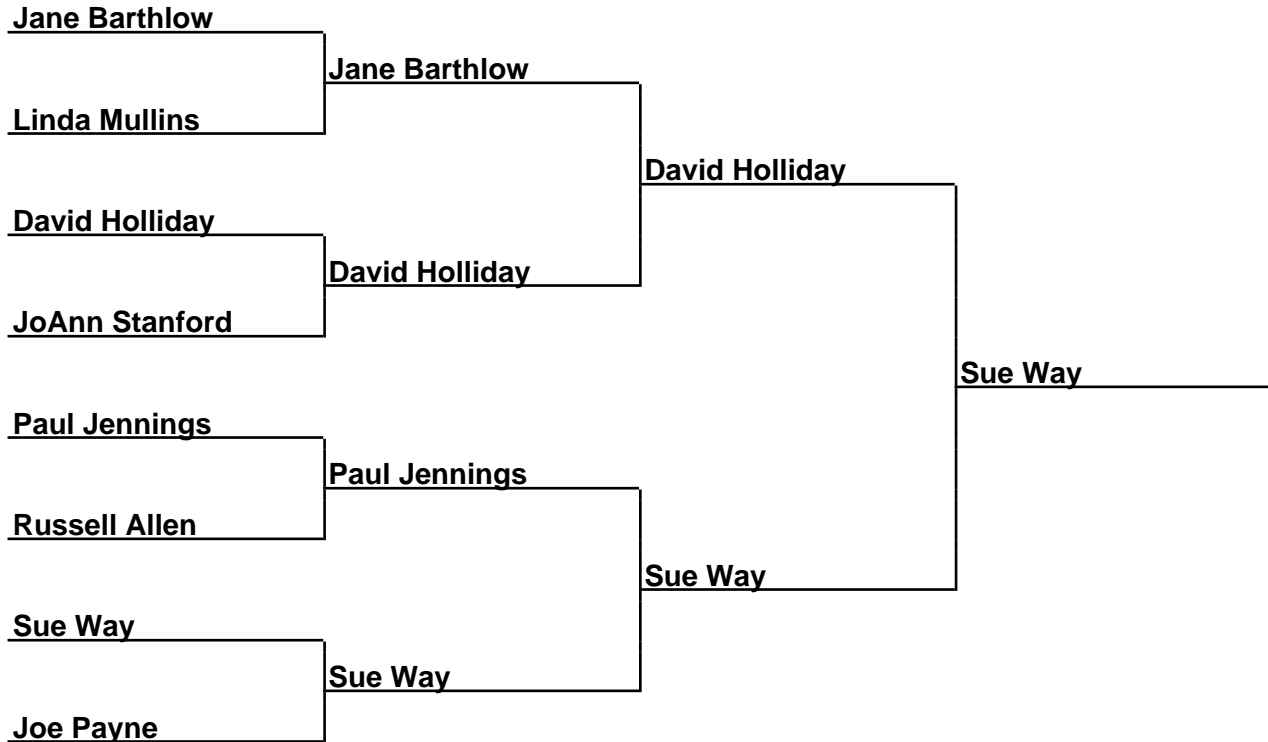 Jane Barthlow
Jane Barthlow
Linda Mullins
David Holliday
David Holliday
David Holliday
JoAnn Stanford
Sue Way
Paul Jennings
Paul Jennings
Russell Allen
Sue Way
Sue Way
Sue Way
Joe Payne